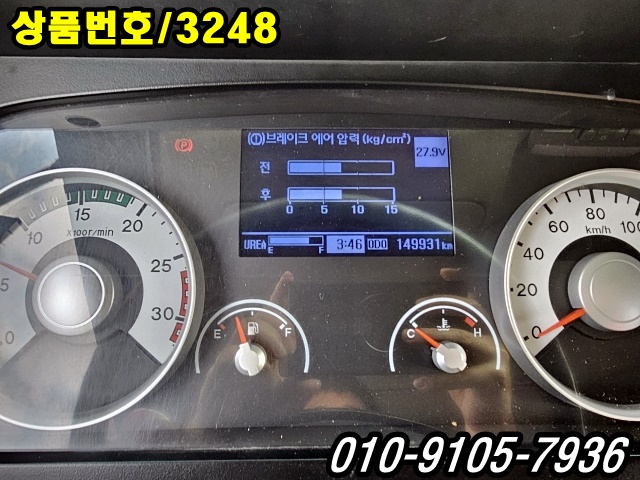 상품번호/3248
(P)
(!)브레이크 에어 압력(kg/cm²)
27.9V
전
후
0 5 10 15
UREA E F 3:46 ODO 149931km
0 5 10 15 20 25 30
x100r/min
E F
C H
0 20 40 60 80 100
km/h
010-9105-7936